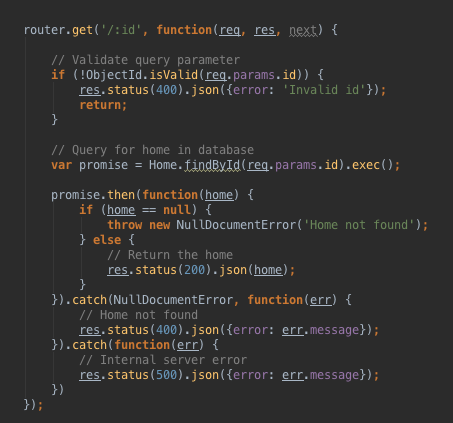 router.get('/:id', function(req, res, next) {
// Validate query parameter
if (!ObjectId.isValid(req.params.id)) {
res.status(400).json({error: 'Invalid id'});
return;
}
// Query for home in database
var promise = Home.findById(req.params.id).exec();
promise.then(function(home) {
if (home == null) {
throw new NullDocumentError('Home not found');
} else {
// Return the home
res.status(200).json(home);
}
}).catch(NullDocumentError, function(err) {
// Home not found
res.status(400).json({error: err.message});
}).catch(function(err) {
// Internal server error
res.status(500).json({error: err.message});
})
});